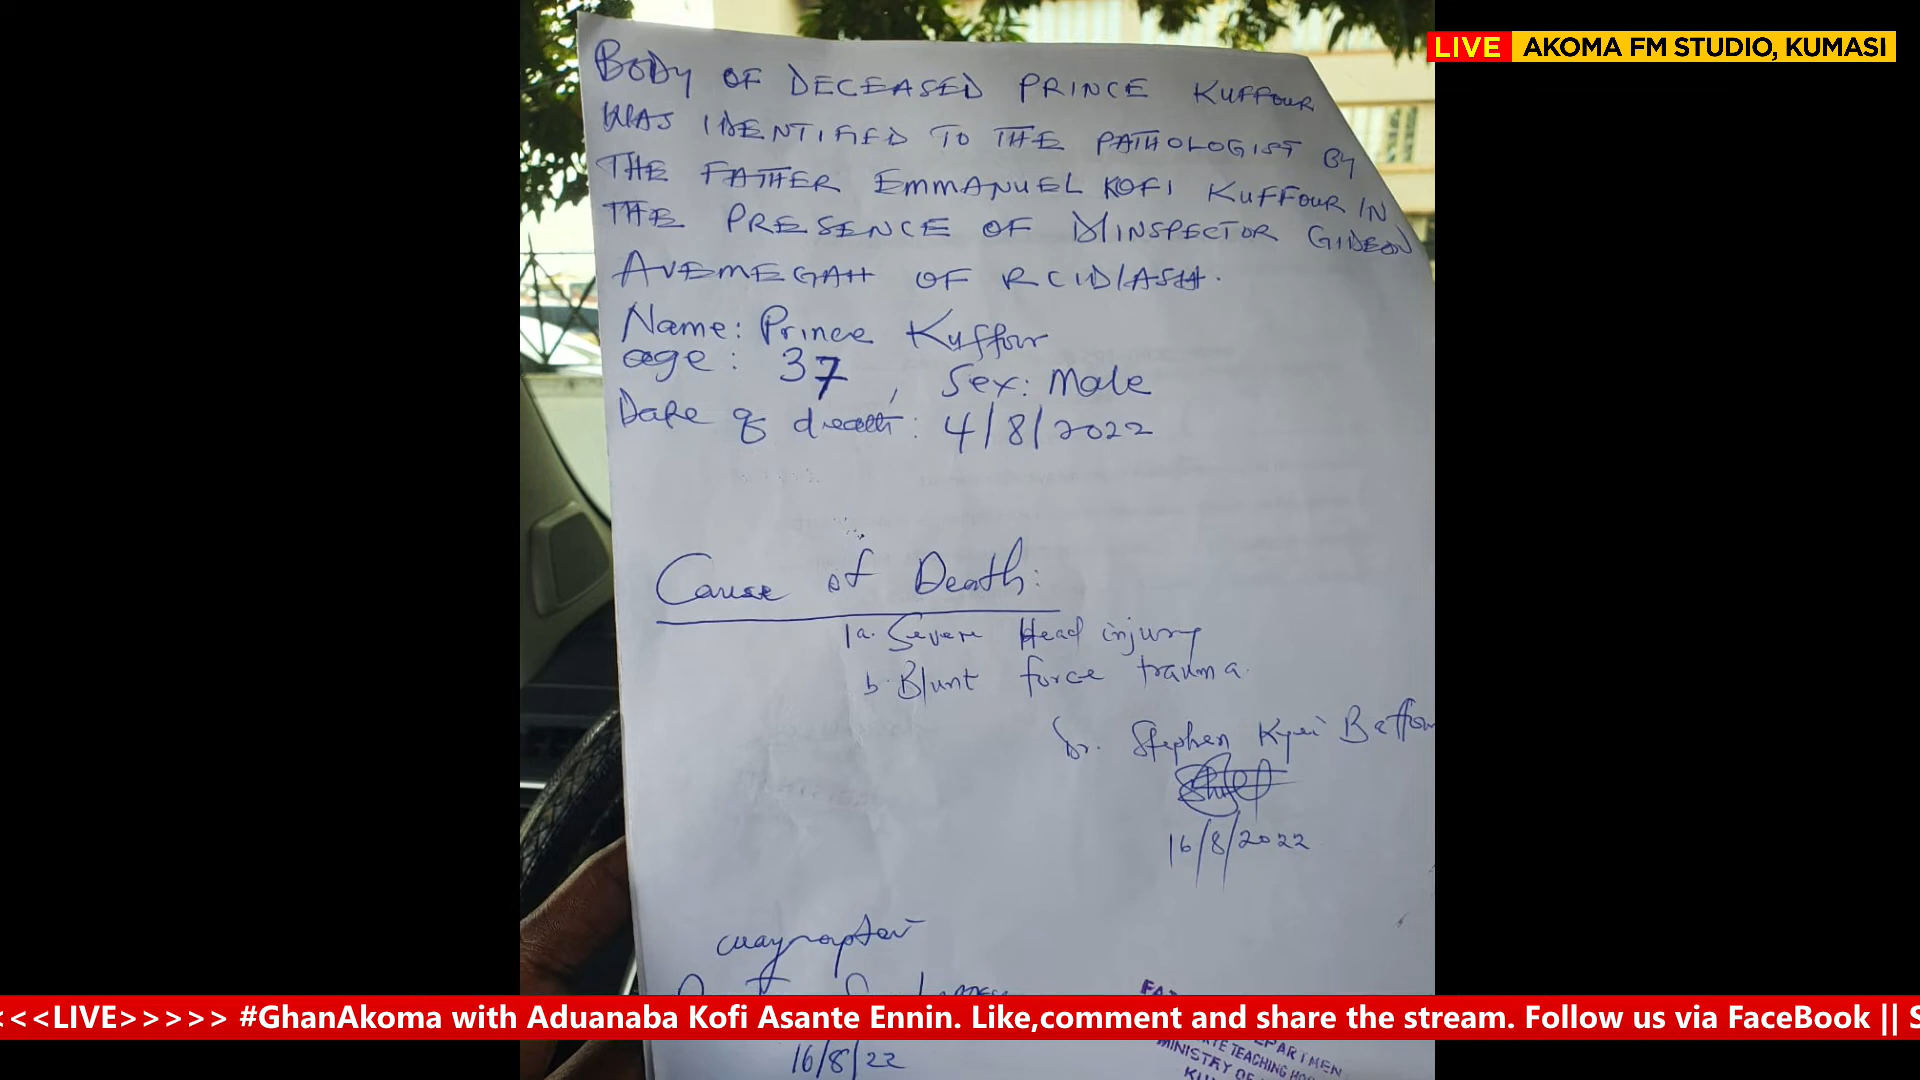 LIVE AKOMA FM STUDIO, KUMASI
BODY OF DECEASED PRINCE KUFFOUR
WAS IDENTIFIED TO THE PATHOLOGIST BY
THE FATHER EMMANUEL KOFI KUFFOUR IN
THE PRESENCE OF D/INSPECTOR GIDEON
AVEMEGAH OF RCID/ASH.
Name: Prince Kuffour
age: 37, Sex: Male
Date of death: 4/8/2022
Cause of Death:
1a. Severe Head injury
b. Blunt force trauma.
Dr. Stephen Kyei Baffour
16/8/2022
<<LIVE>>>>> #GhanAkoma with Aduanaba Kofi Asante Ennin. Like,comment and share the stream. Follow us via FaceBook || S
16/8/22
TEACHING
MINISTRY OF